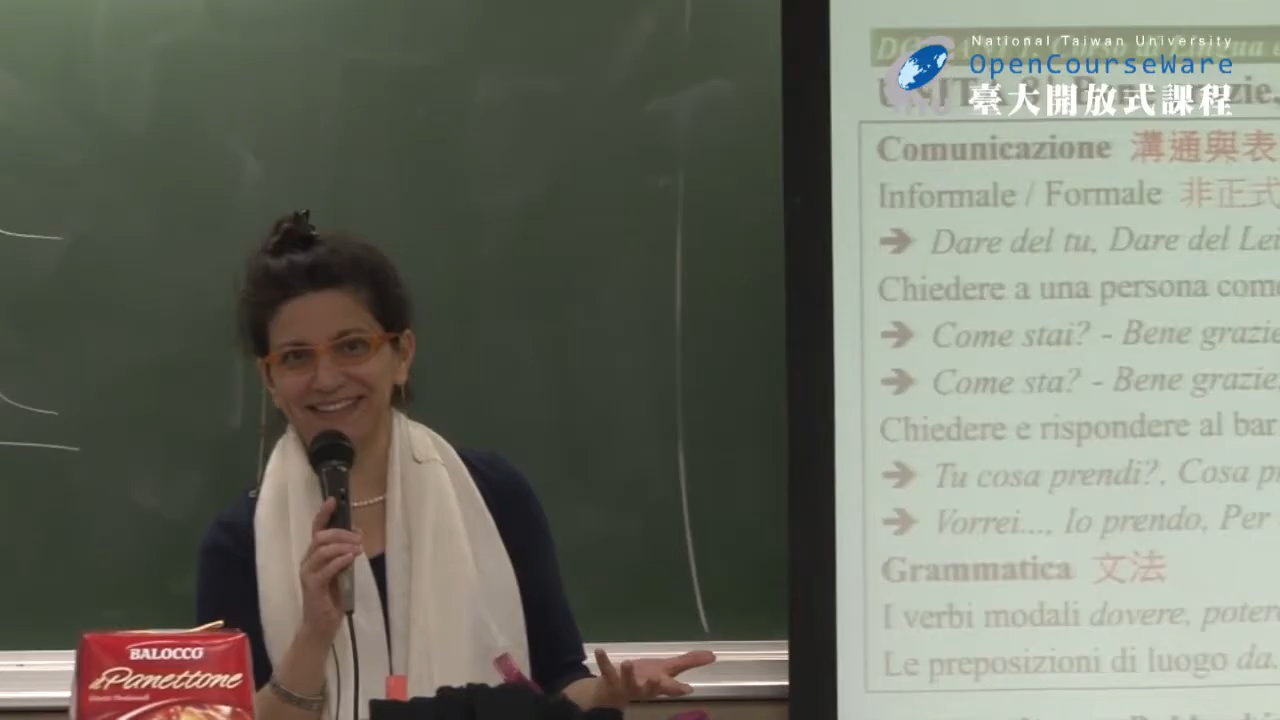 National Taiwan University
OpenCourseWare
臺大開放式課程
Comunicazione 溝通與表
Informale / Formale 非正式
➔ Dare del tu, Dare del Lei
Chiedere a una persona come
➔ Come stai? - Bene grazie
➔ Come sta? - Bene grazie
Chiedere e rispondere al bar
➔ Tu cosa prendi?, Cosa
➔ Vorrei..., Io prendo, Per
Grammatica 文法
I verbi modali dovere,
Le preposizioni di luogo da,
BALOCCO
il Panettone